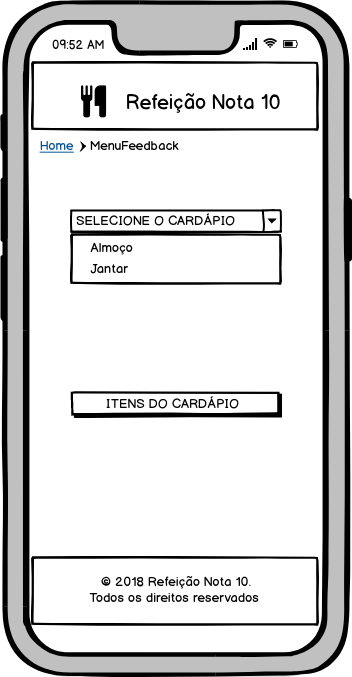 09:52 AM
Refeição Nota 10
Home > MenuFeedback
SELECIONE O CARDÁPIO
Almoço
Jantar
ITENS DO CARDÁPIO
© 2018 Refeição Nota 10.
Todos os direitos reservados